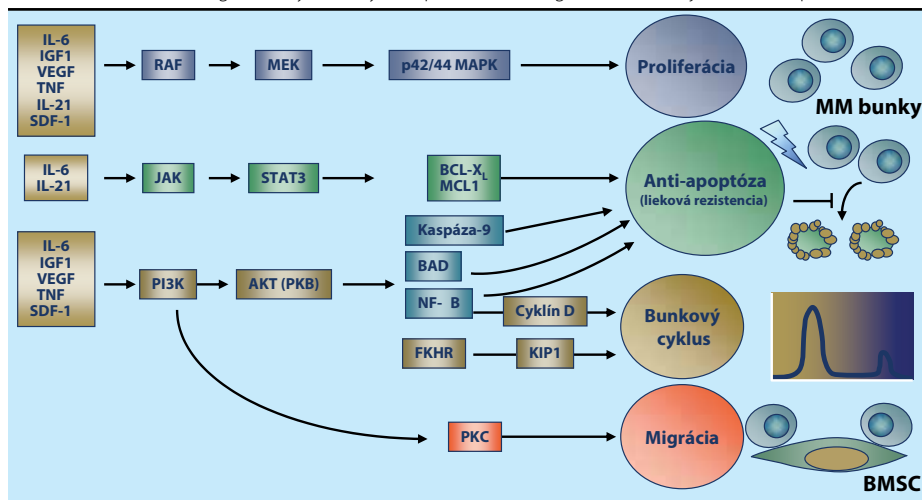 IL-6
IGF1
VEGF
TNF
IL-21
SDF-1
RAF
MEK
p42/44 MAPK
Proliferácia
MM bunky
IL-6
IL-21
JAK
STAT3
BCL-XL
MCL1
Anti-apoptóza
(lieková rezistencia)
IL-6
IGF1
VEGF
TNF
SDF-1
PI3K
AKT (PKB)
Kaspáza-9
BAD
NF- B
Cyklín D
FKHR
KIP1
Bunkový
cyklus
PKC
Migrácia
BMSC